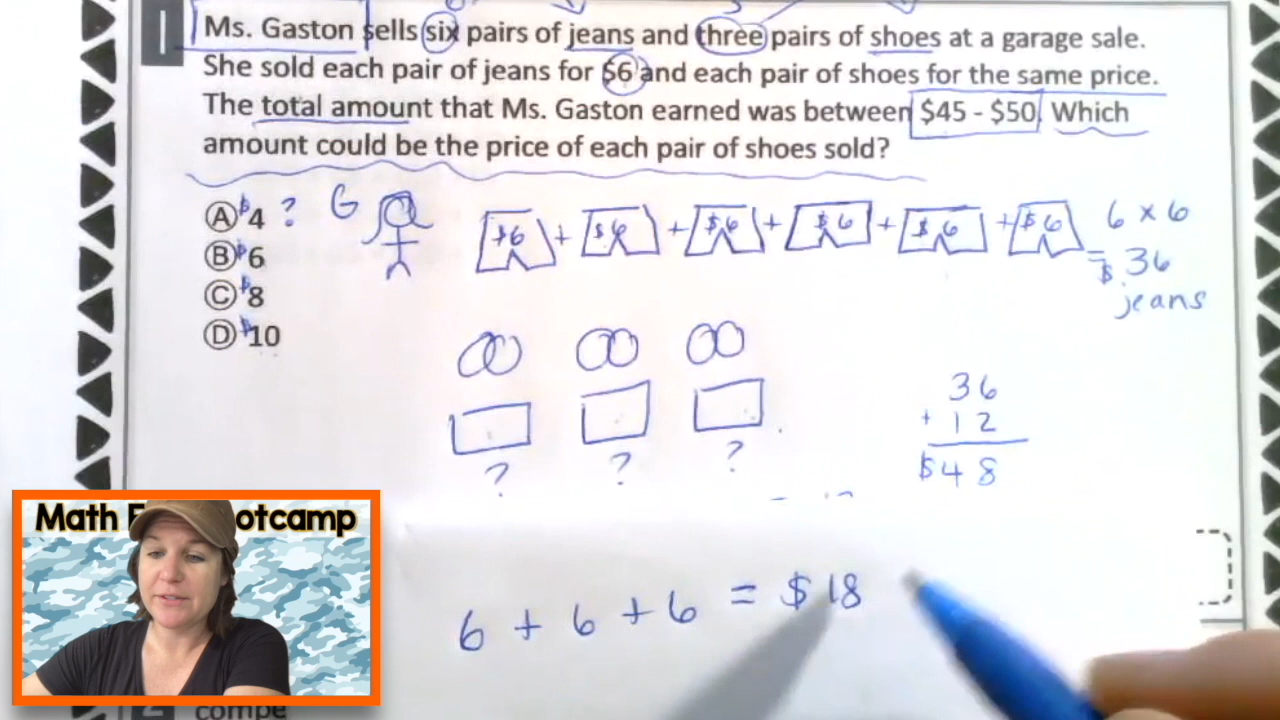 1 Ms. Gaston sells six pairs of jeans and three pairs of shoes at a garage sale.
She sold each pair of jeans for $6 and each pair of shoes for the same price.
The total amount that Ms. Gaston earned was between $45 - $50. Which
amount could be the price of each pair of shoes sold?
A $4 ? G
B $6
C $8
D $10
$6 + $6 + $6 + $6 + $6 + $6 6 x 6
= $36
jeans
36
+ 12
$48
? ? ?
6 + 6 + 6 = $18
Math otcamp
2 compe